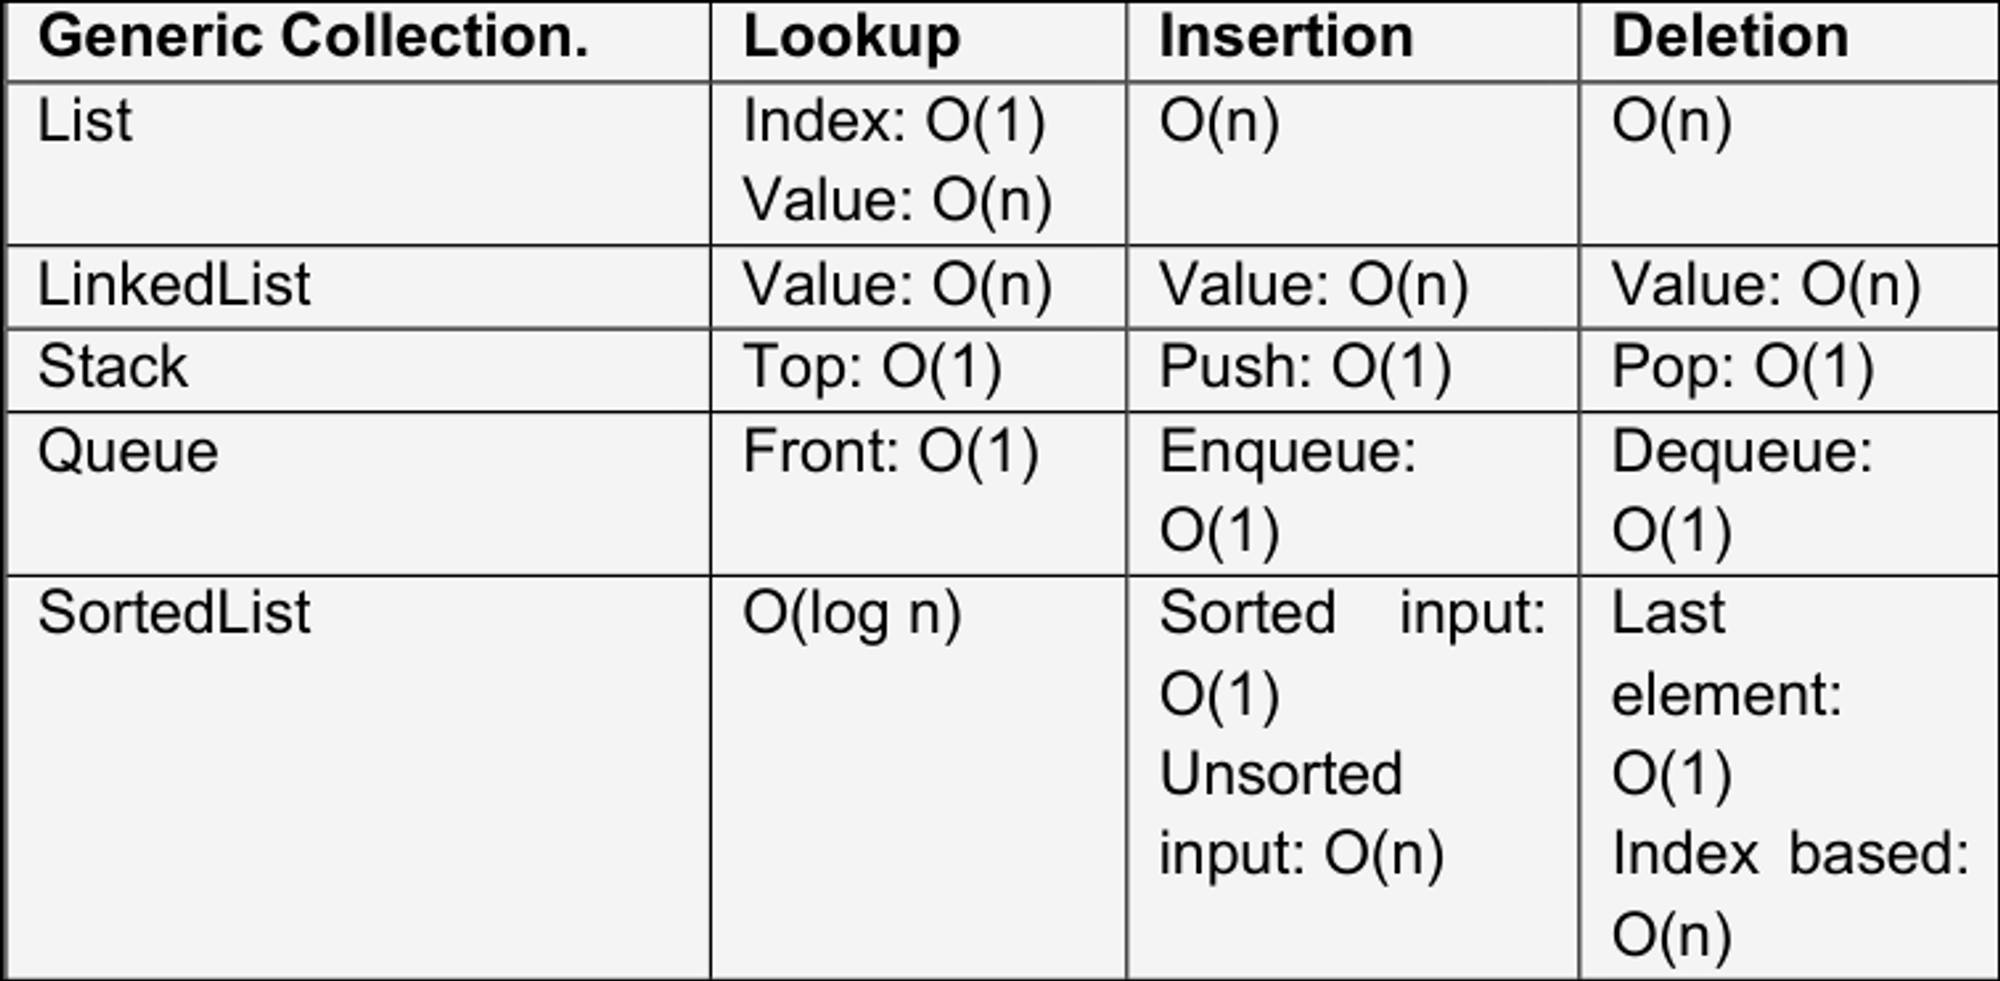 Generic Collection. Lookup Insertion Deletion
List Index: O(1) O(n) O(n)
Value: O(n)
LinkedList Value: O(n) Value: O(n) Value: O(n)
Stack Top: O(1) Push: O(1) Pop: O(1)
Queue Front: O(1) Enqueue: Dequeue:
O(1) O(1)
SortedList O(log n) Sorted input: Last
O(1) element:
Unsorted O(1)
input: O(n) Index based:
O(n)